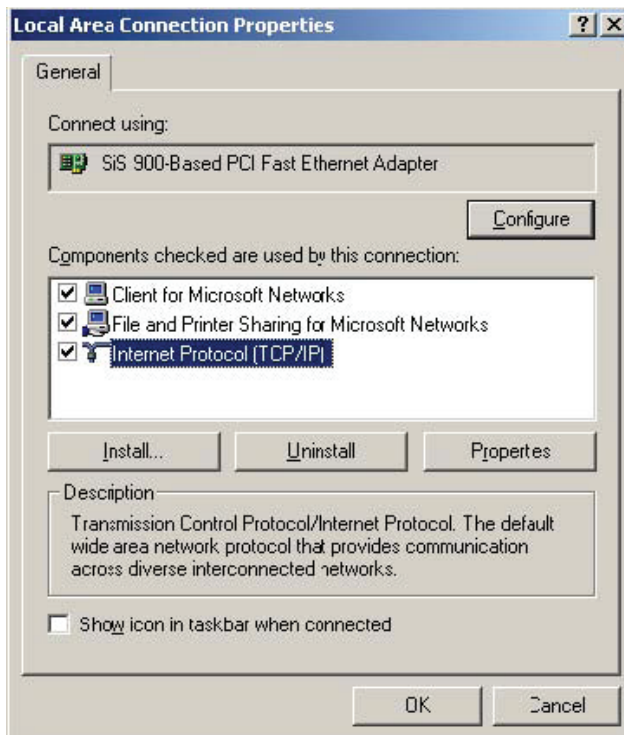 Local Area Connection Properties
General
Connect using:
SiS 900-Based PCI Fast Ethernet Adapter
Configure
Components checked are used by this connection:
Client for Microsoft Networks
File and Printer Sharing for Microsoft Networks
Internet Protocol (TCP/IP)
Install...
Uninstall
Propertes
Description
Transmission Control Protocol/Internet Protocol. The default
wide area network protocol that provides communication
across diverse interconnected networks.
Show icon in taskbar when connected
OK
Cancel